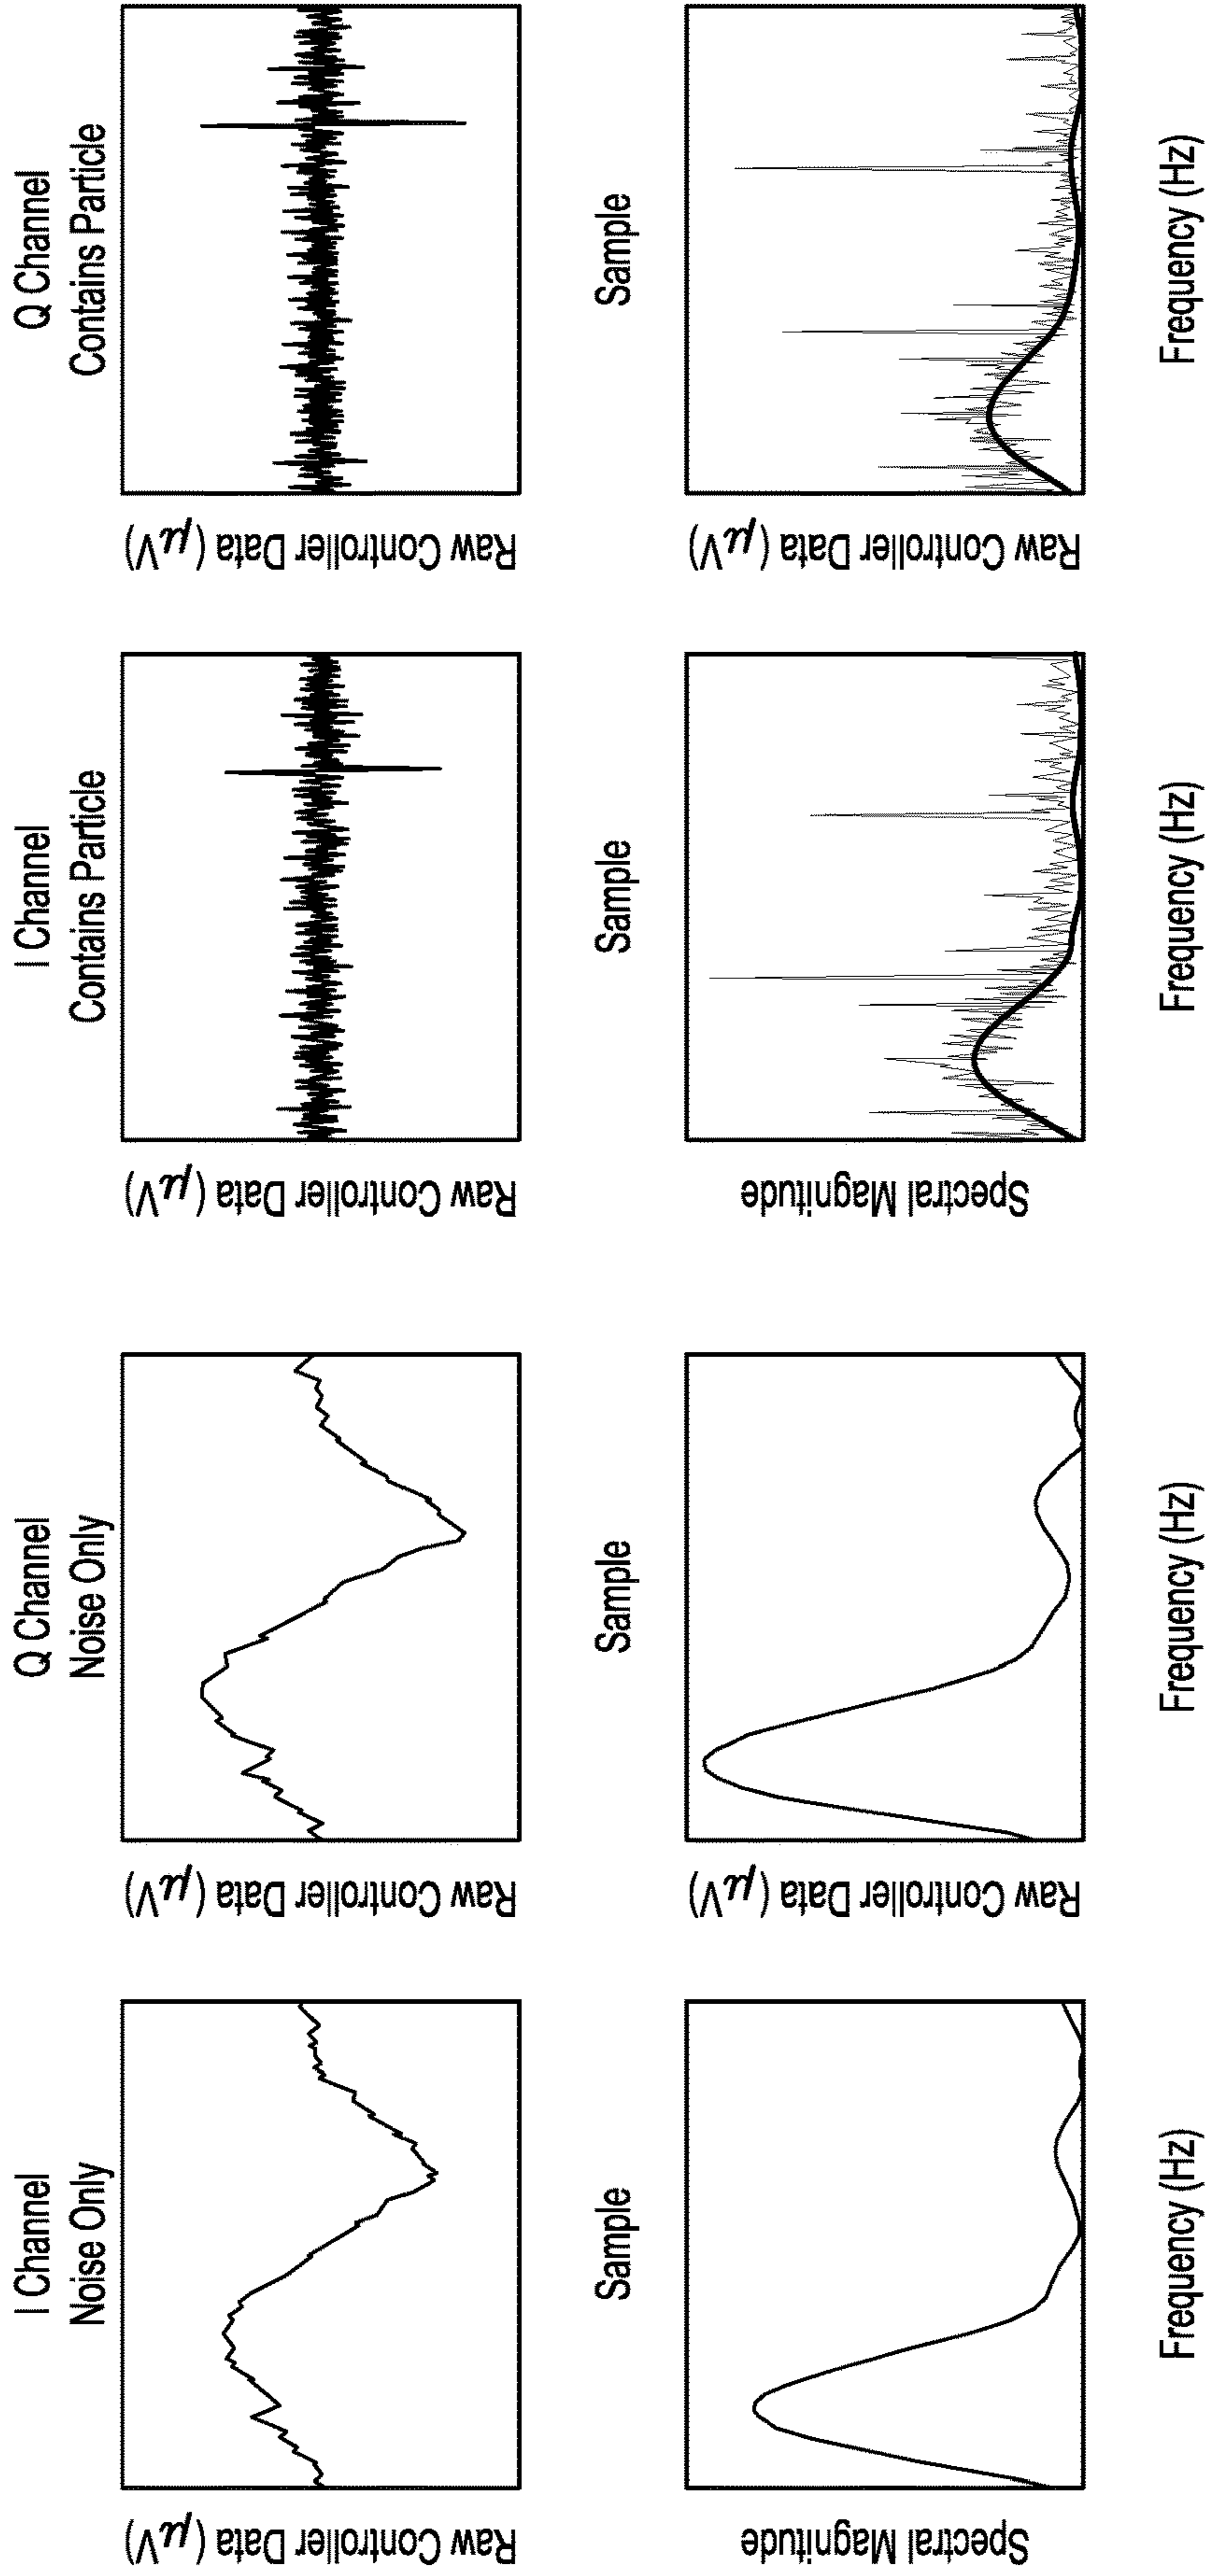 I Channel
Noise Only
Q Channel
Noise Only
I Channel
Contains Particle
Q Channel
Contains Particle
Raw Controller Data (μV)
Raw Controller Data (μV)
Raw Controller Data (μV)
Raw Controller Data (μV)
Sample
Sample
Sample
Sample
Spectral Magnitude
Raw Controller Data (μV)
Spectral Magnitude
Raw Controller Data (μV)
Frequency (Hz)
Frequency (Hz)
Frequency (Hz)
Frequency (Hz)